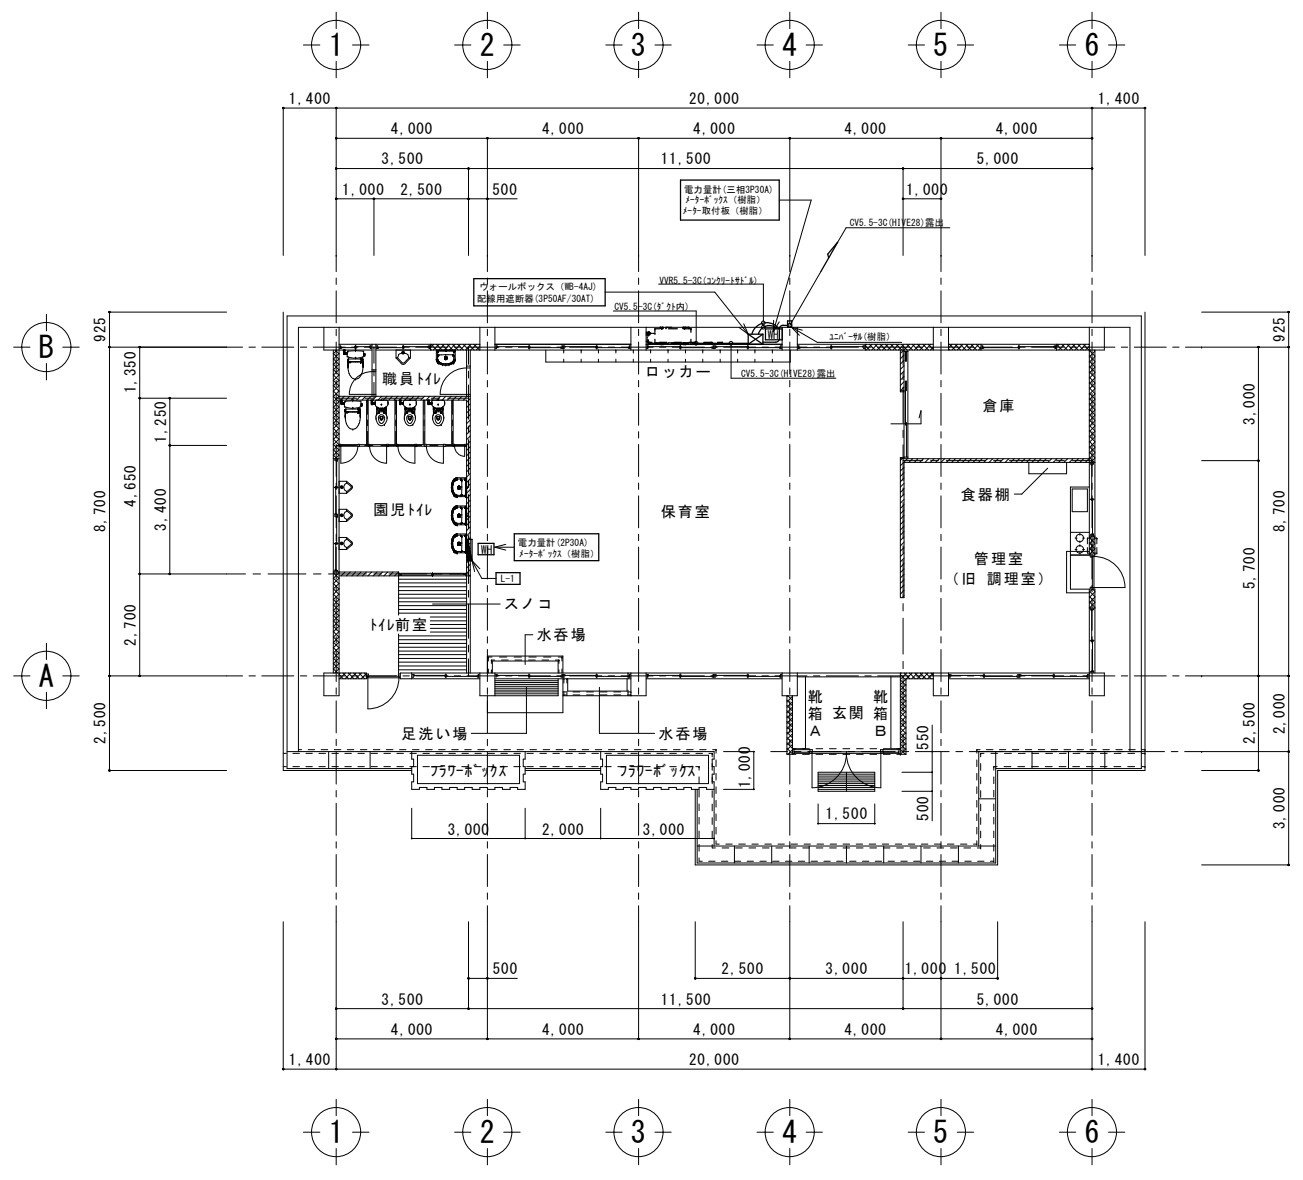 1 2 3 4 5 6
1,400 20,000 1,400
4,000 4,000 4,000 4,000 4,000
3,500 11,500 5,000
1,000 2,500 500 1,000
電力量計(三相3P30A)
ﾒｰﾀｰﾎﾞｯｸｽ (樹脂)
ﾒｰﾀｰ取付板 (樹脂)
CV5.5-3C(HIVE28)露出
VVR5.5-3C(ｺﾝｸﾘｰﾄｻﾄﾞﾙ)
ウォールボックス (WB-4AJ)
配線用遮断器(3P50AF/30AT)
CV5.5-3C(ﾀﾞｸﾄ内)
WH
ﾕﾆﾊﾞｰｻﾙ(樹脂)
B
925
925
1,350
職員ﾄｲﾚ
ロッカー
CV5.5-3C(HIVE28)露出
倉庫
1,250
3,000
4,650
3,400
8,700
8,700
園児ﾄｲﾚ
保育室
食器棚
WH
電力量計(2P30A)
ﾒｰﾀｰﾎﾞｯｸｽ (樹脂)
L-1
管理室
(旧 調理室)
5,700
スノコ
ﾄｲﾚ前室
水呑場
2,700
A
靴箱A
玄関
靴箱B
2,500
足洗い場
水呑場
550
2,500
2,000
ﾌﾗﾜｰﾎﾞｯｸｽ
ﾌﾗﾜｰﾎﾞｯｸｽ
1,000
500
3,000
1,500
3,000 2,000 3,000
500 2,500 3,000 1,000 1,500
3,500 11,500 5,000
4,000 4,000 4,000 4,000 4,000
1,400 20,000 1,400
1 2 3 4 5 6